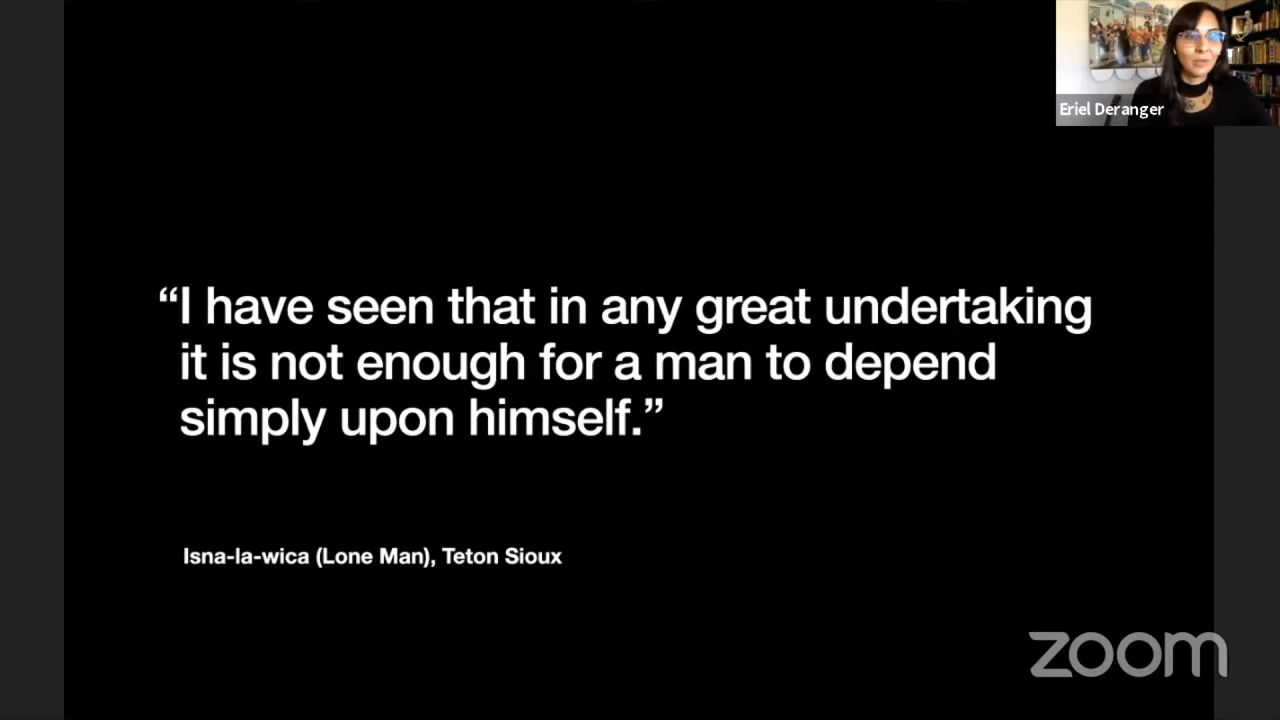 Eriel Deranger
“I have seen that in any great undertaking
it is not enough for a man to depend
simply upon himself.”
Isna-la-wica (Lone Man), Teton Sioux
zoom